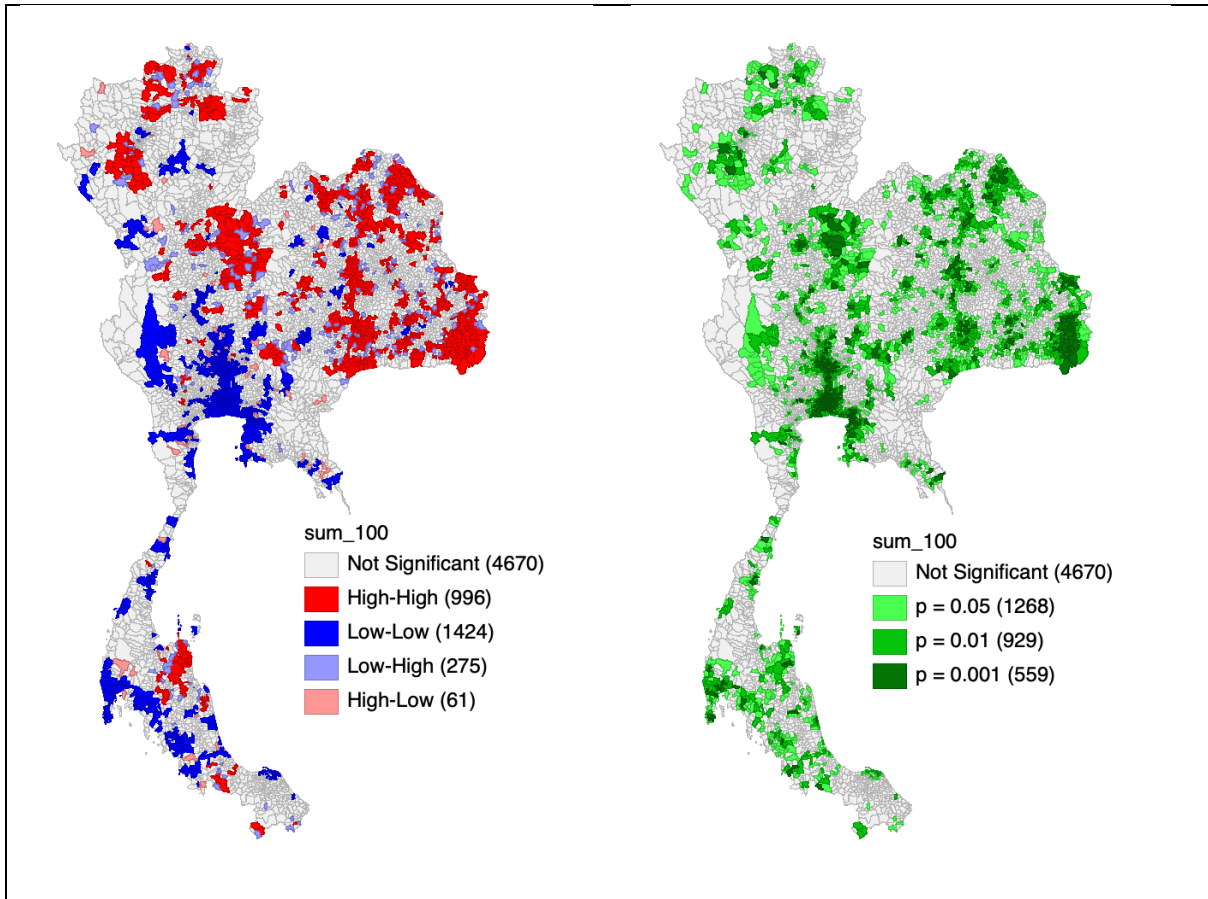 sum_100
Not Significant (4670)
High-High (996)
Low-Low (1424)
Low-High (275)
High-Low (61)
sum_100
Not Significant (4670)
p = 0.05 (1268)
p = 0.01 (929)
p = 0.001 (559)